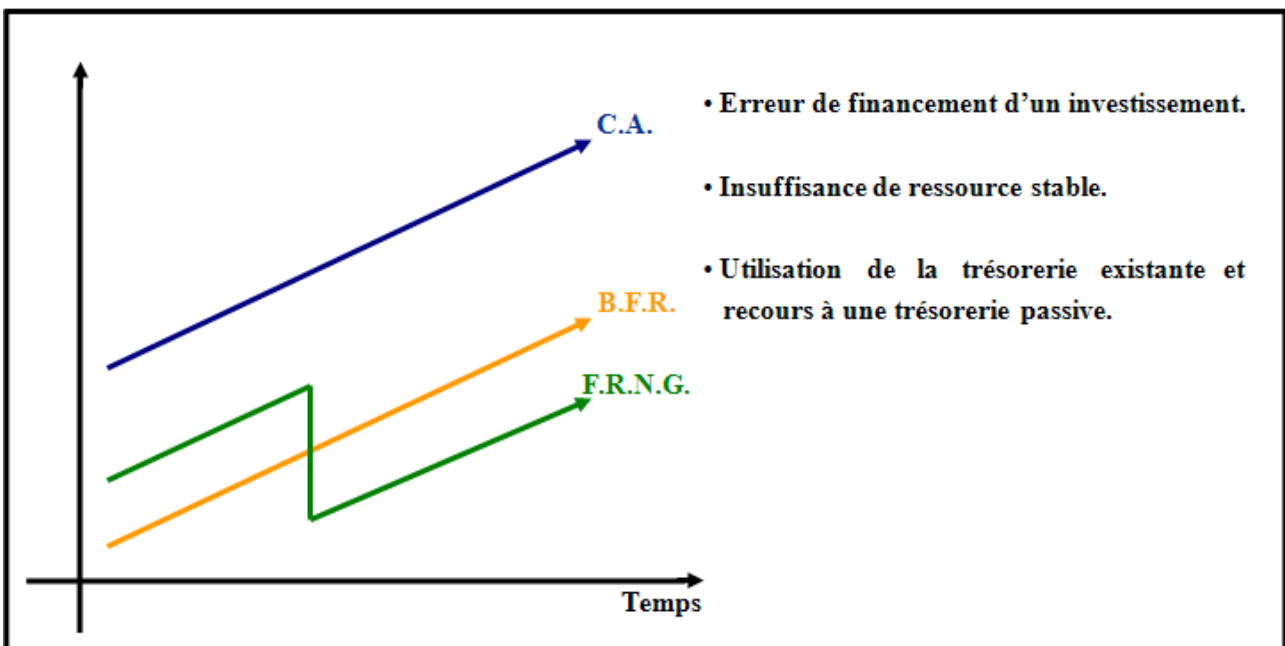 C.A.
B.F.R.
F.R.N.G.
Temps
• Erreur de financement d’un investissement.
• Insuffisance de ressource stable.
• Utilisation de la trésorerie existante et
recours à une trésorerie passive.